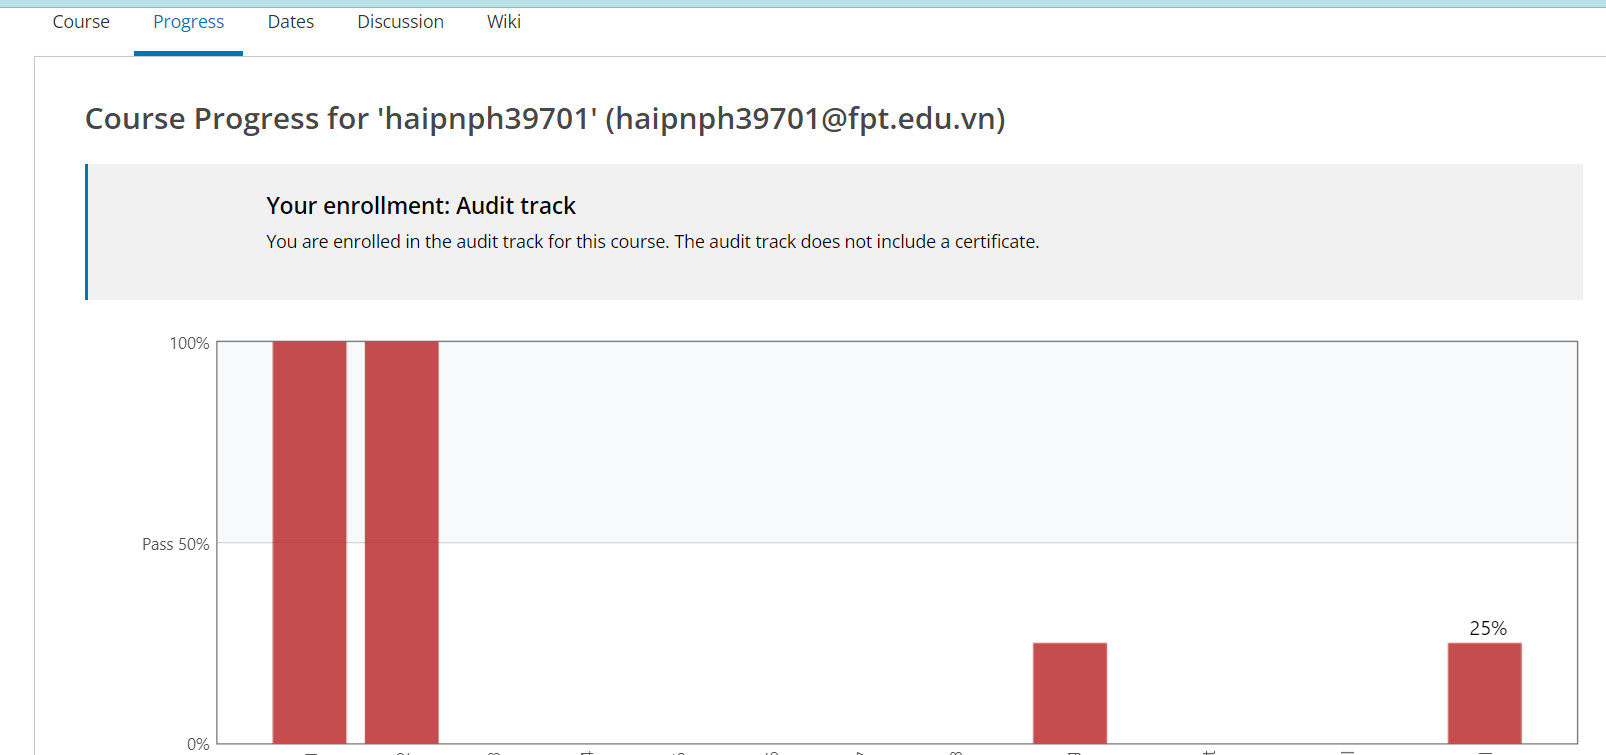 Course Progress Dates Discussion Wiki
Course Progress for 'haipnph39701' (haipnph39701@fpt.edu.vn)
Your enrollment: Audit track
You are enrolled in the audit track for this course. The audit track does not include a certificate.
100%
Pass 50%
25%
0%